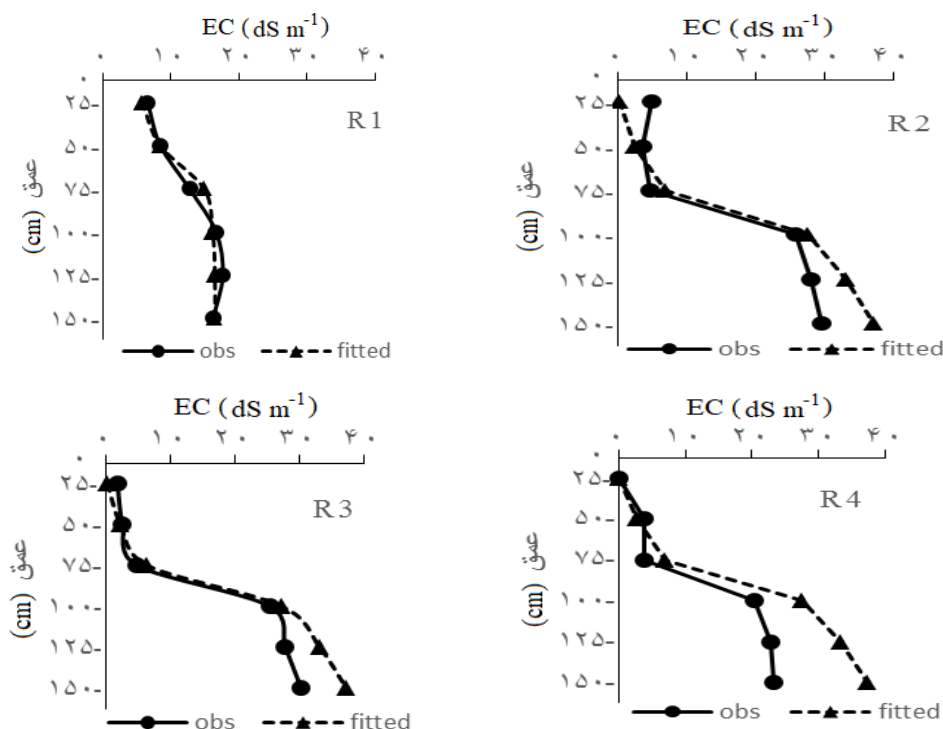 EC (dS m⁻¹)
۰ ۱۰ ۲۰ ۳۰ ۴۰
۰
۲۵-
۵۰-
۷۵-
۱۰۰-
۱۲۵-
۱۵۰-
عمق
(cm)
R1
obs fitted
EC (dS m⁻¹)
۰ ۱۰ ۲۰ ۳۰ ۴۰
۰
۲۵-
۵۰-
۷۵-
۱۰۰-
۱۲۵-
۱۵۰-
عمق
(cm)
R2
obs fitted
EC (dS m⁻¹)
۰ ۱۰ ۲۰ ۳۰ ۴۰
۰
۲۵-
۵۰-
۷۵-
۱۰۰-
۱۲۵-
۱۵۰-
عمق
(cm)
R3
obs fitted
EC (dS m⁻¹)
۰ ۱۰ ۲۰ ۳۰ ۴۰
۰
۲۵-
۵۰-
۷۵-
۱۰۰-
۱۲۵-
۱۵۰-
عمق
(cm)
R4
obs fitted